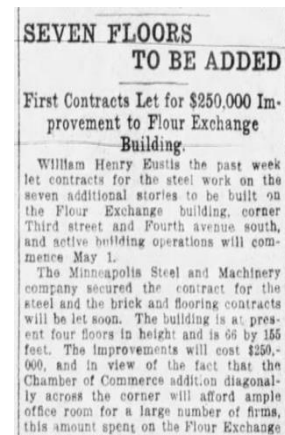 SEVEN FLOORS
TO BE ADDED
First Contracts Let for $250,000 Im-
provement to Flour Exchange
Building.
William Henry Eustis the past week
let contracts for the steel work on the
seven additional stories to be built on
the Flour Exchange building, corner
Third street and Fourth avenue south,
and active building operations will com-
mence May 1.
The Minneapolis Steel and Machinery
company secured the contract for the
steel and the brick and flooring contracts
will be let soon. The building is at pres-
ent four floors in height and is 66 by 155
feet. The improvements will cost $250,-
000, and in view of the fact that the
Chamber of Commerce addition diagonal-
ly across the corner will afford ample
office room for a large number of firms,
this amount spent on the Flour Exchange